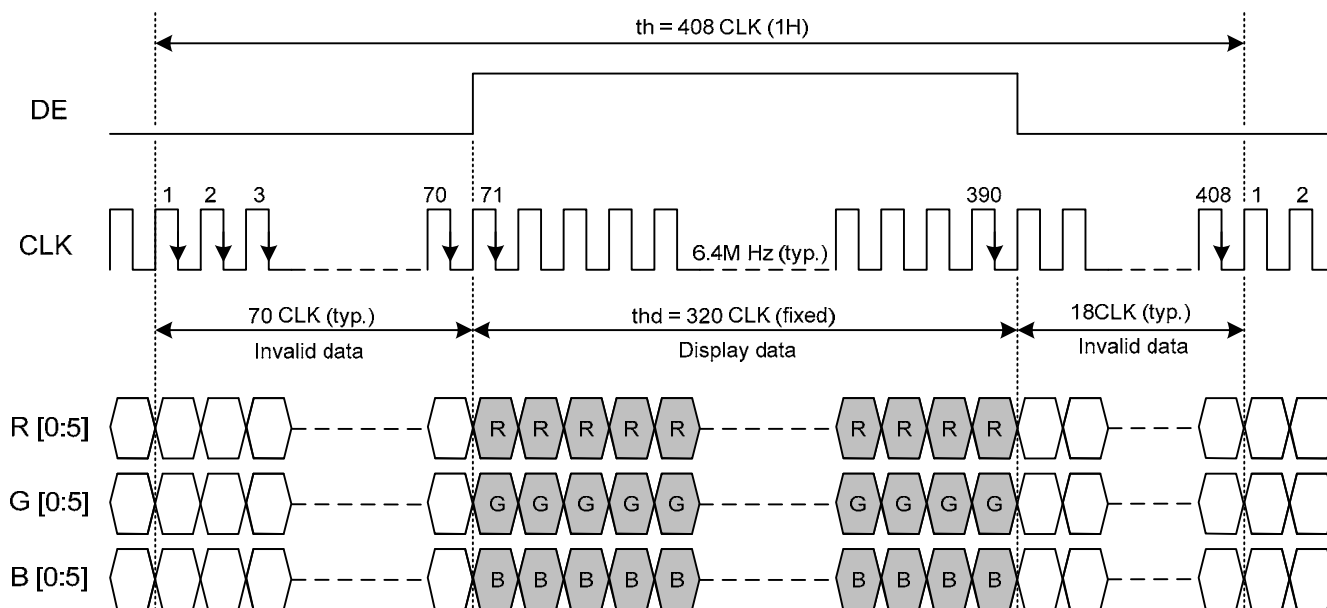 th = 408 CLK (1H)
DE
1 2 3 70 71 390 408 1 2
CLK
6.4M Hz (typ.)
70 CLK (typ.) thd = 320 CLK (fixed) 18CLK (typ.)
Invalid data Display data Invalid data
R [0:5] R R R R R R R R R
G [0:5] G G G G G G G G G
B [0:5] B B B B B B B B B